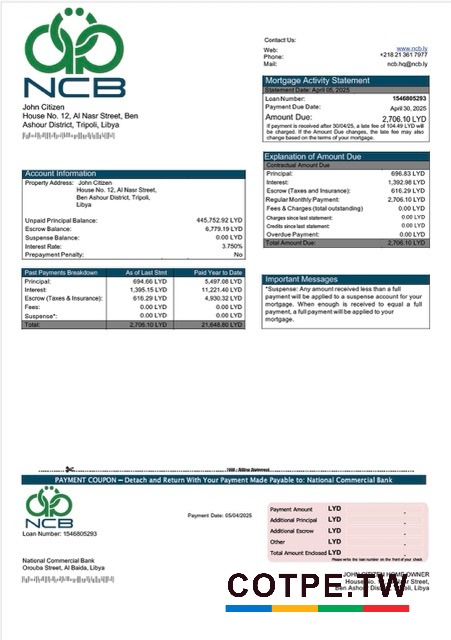 NCB
John Citizen
House No. 12, Al Nasr Street, Ben
Ashour District, Tripoli, Libya
Contact Us:
Web: www.ncb.ly
Phone: +218 21 361 7977
Mail: ncb.hq@ncb.ly
Mortgage Activity Statement
Statement Date: April 05, 2025
Loan Number: 1546805293
Payment Due Date: April 30, 2025
Amount Due: 2,706.10 LYD
If payment is received after 30/04/25, a late fee of 104.49 LYD will
be charged. If the Amount Due changes, the late fee may also
change based on the terms of your mortgage.
Explanation of Amount Due
Contractual Amount Due
Principal: 696.83 LYD
Interest: 1,392.98 LYD
Escrow (Taxes and Insurance): 616.29 LYD
Regular Monthly Payment: 2,706.10 LYD
Fees & Charges (total outstanding) 0.00 LYD
Charges since last statement: 0.00 LYD
Credits since last statement: 0.00 LYD
Overdue Payment: 0.00 LYD
Total Amount Due: 2,706.10 LYD
Account Information
Property Address: John Citizen
House No. 12, Al Nasr Street,
Ben Ashour District, Tripoli,
Libya
Unpaid Principal Balance: 445,752.92 LYD
Escrow Balance: 6,779.19 LYD
Suspense Balance: 0.00 LYD
Interest Rate: 3.750%
Prepayment Penalty: No
Past Payments Breakdown As of Last Stmt Paid Year to Date
Principal: 694.66 LYD 5,497.08 LYD
Interest: 1,395.15 LYD 11,221.40 LYD
Escrow (Taxes & Insurance): 616.29 LYD 4,930.32 LYD
Fees: 0.00 LYD 0.00 LYD
Suspense*: 0.00 LYD 0.00 LYD
Total: 2,706.10 LYD 21,648.80 LYD
Important Messages
*Suspense: Any amount received less than a full
payment will be applied to a suspense account for your
mortgage. When enough is received to equal a full
payment, a full payment will be applied to your
mortgage.
PAYMENT COUPON – Detach and Return With Your Payment Made Payable to: National Commercial Bank
NCB
Loan Number: 1546805293
Payment Date: 05/04/2025
Payment Amount LYD
Additional Principal LYD
Additional Escrow LYD
Other LYD
Total Amount Enclosed LYD
Please write the loan number on the front of your check.
National Commercial Bank
Orouba Street, Al Baida, Libya
JOHN CITIZEN HOME OWNER
House No. 12, Al Nasr Street,
Ben Ashour District, Tripoli, Libya
COTPE.TW